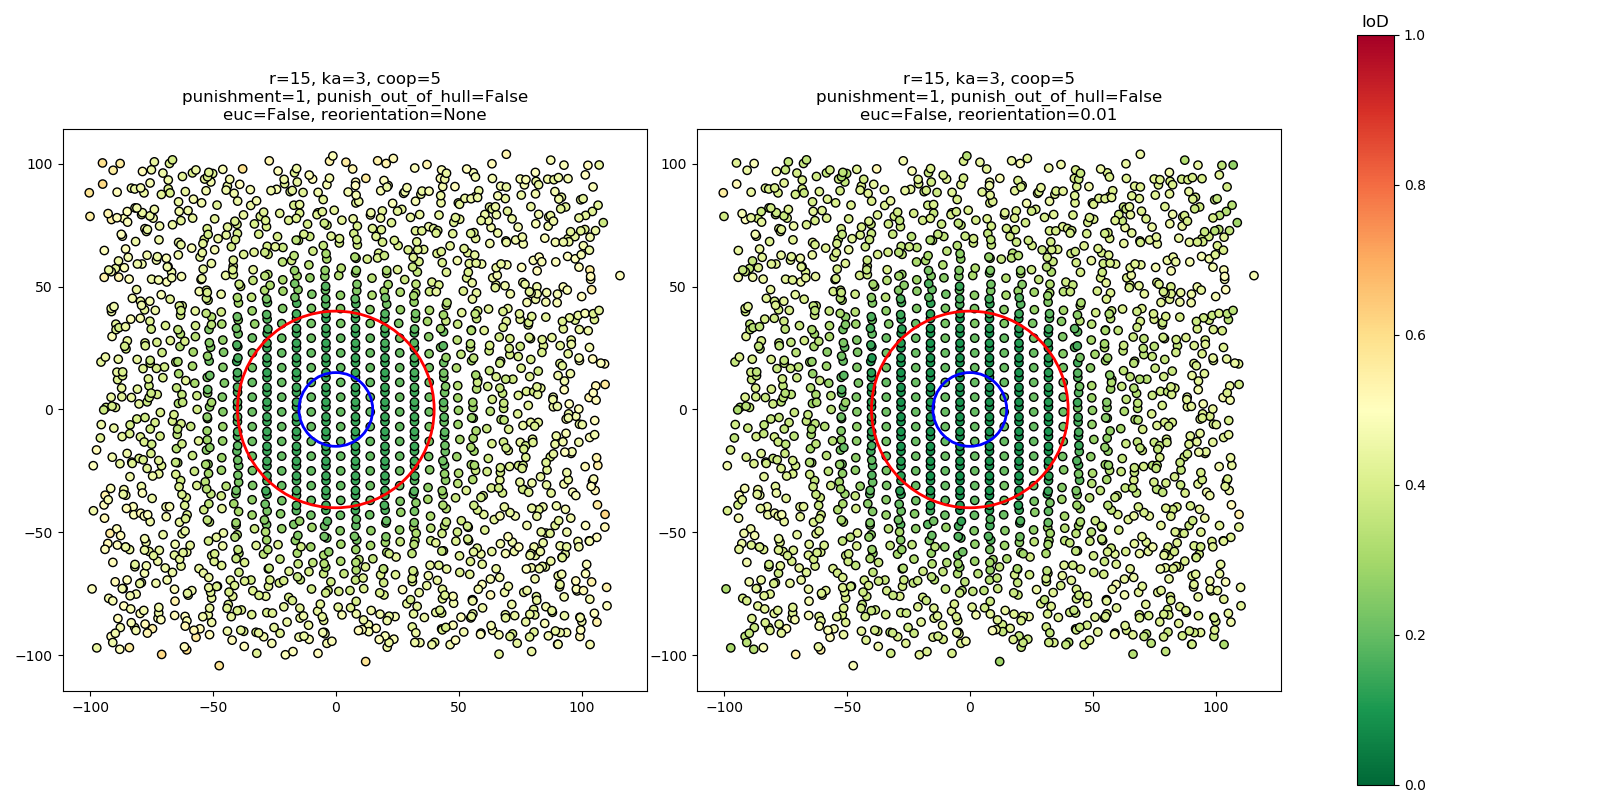 IoD
r=15, ka=3, coop=5
punishment=1, punish_out_of_hull=False
euc=False, reorientation=None
r=15, ka=3, coop=5
punishment=1, punish_out_of_hull=False
euc=False, reorientation=0.01
100
50
0
−50
−100
−100 −50 0 50 100
100
50
0
−50
−100
−100 −50 0 50 100
1.0
0.8
0.6
0.4
0.2
0.0